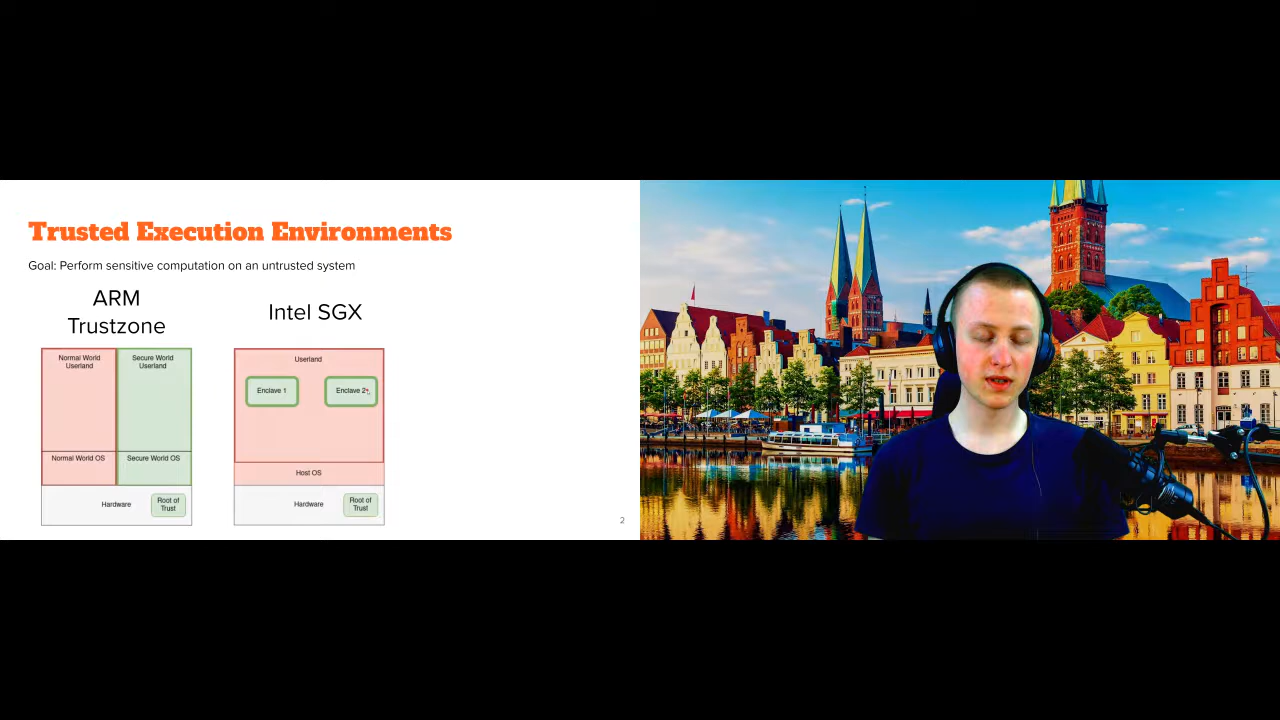 Trusted Execution Environments
Goal: Perform sensitive computation on an untrusted system
ARM
Trustzone
Normal World
Userland
Secure World
Userland
Normal World OS
Secure World OS
Hardware
Root of
Trust
Intel SGX
Userland
Enclave 1
Enclave 2
Host OS
Hardware
Root of
Trust
2